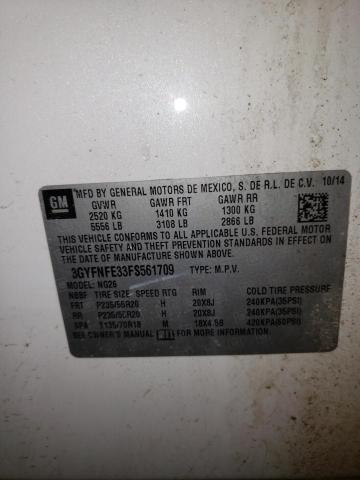 GM
MFD BY GENERAL MOTORS DE MEXICO, S. DE R.L. DE C.V. 10/14
GVWR GAWR FRT GAWR RR
2520 KG 1410 KG 1300 KG
5556 LB 3108 LB 2866 LB
THIS VEHICLE CONFORMS TO ALL APPLICABLE U.S. FEDERAL MOTOR
VEHICLE SAFETY AND THEFT PREVENTION STANDARDS IN EFFECT ON
THE DATE OF MANUFACTURE SHOWN ABOVE.
3GYFNFE33FS561709 TYPE: M.P.V.
MODEL: NG26
TIRE SIZE SPEED RTG RIM COLD TIRE PRESSURE
FRT P235/55R20 H 20X8J 240KPA(35PSI)
RR P235/55R20 H 20X8J 240KPA(35PSI)
SPA T135/70R18 M 18X4.5B 420KPA(60PSI)
SEE OWNER'S MANUAL FOR MORE INFORMATION.